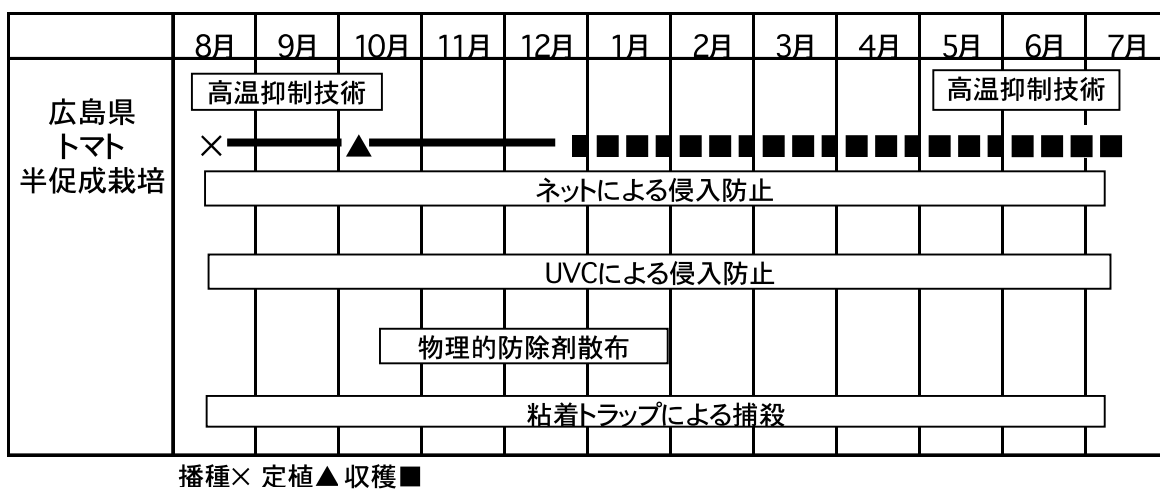 8月 9月 10月 11月 12月 1月 2月 3月 4月 5月 6月 7月
広島県
トマト
半促成栽培
高温抑制技術 高温抑制技術
ネットによる侵入防止
UVCによる侵入防止
物理的防除剤散布
粘着トラップによる捕殺
播種× 定植▲ 収穫■